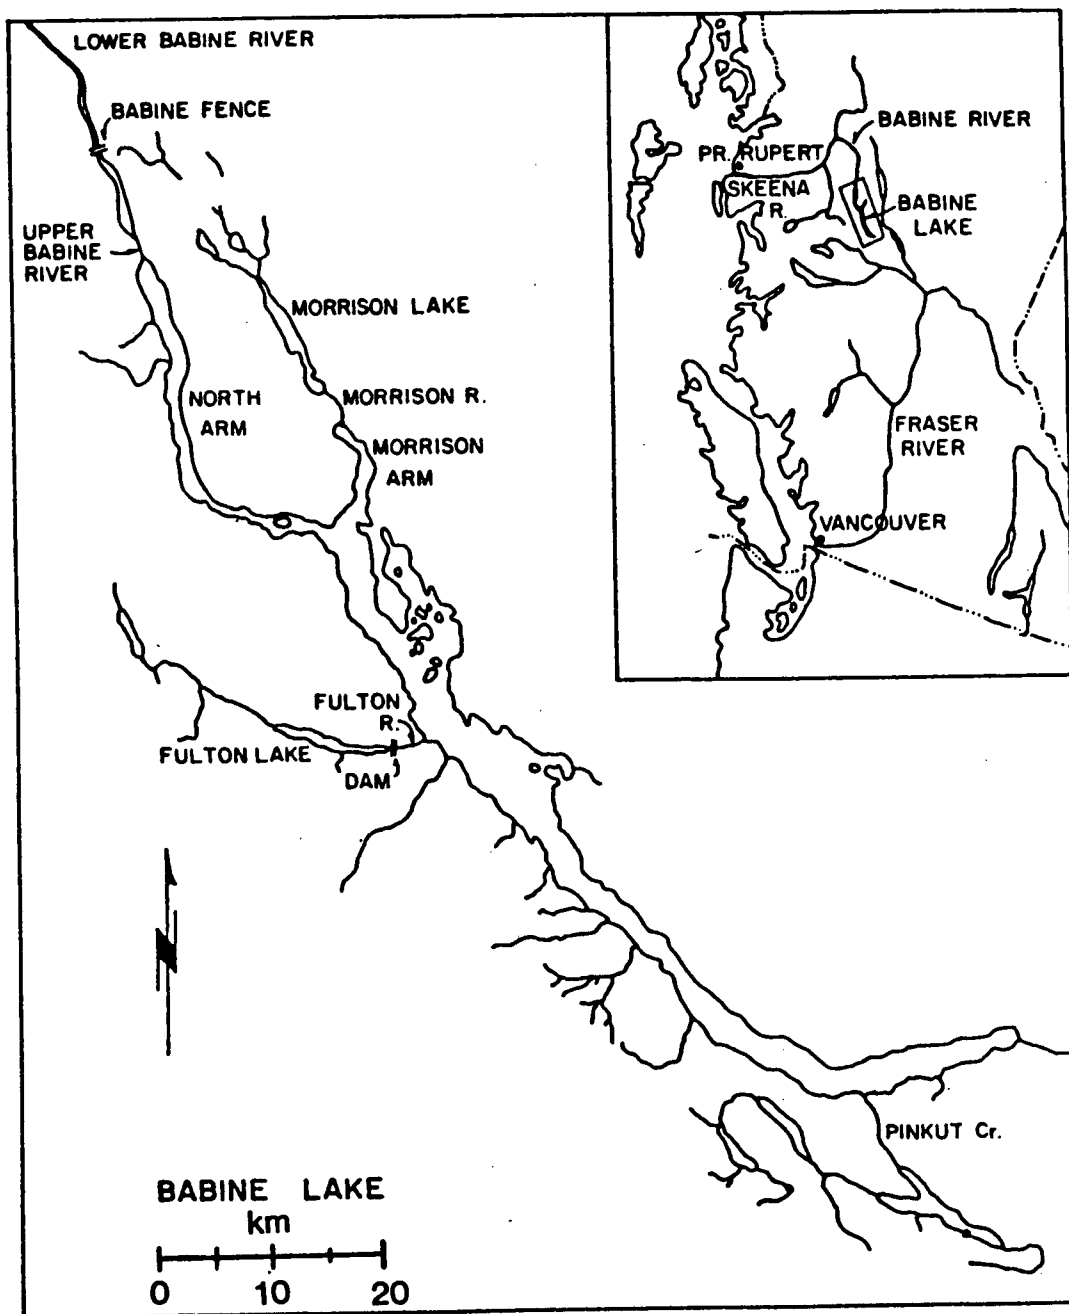 LOWER BABINE RIVER
BABINE FENCE
UPPER
BABINE
RIVER
MORRISON LAKE
NORTH
ARM
MORRISON R.
MORRISON
ARM
FULTON
R.
FULTON LAKE
DAM
PINKUT Cr.
BABINE LAKE
km
0 10 20
BABINE RIVER
PR. RUPERT
SKEENA
R.
BABINE
LAKE
FRASER
RIVER
VANCOUVER